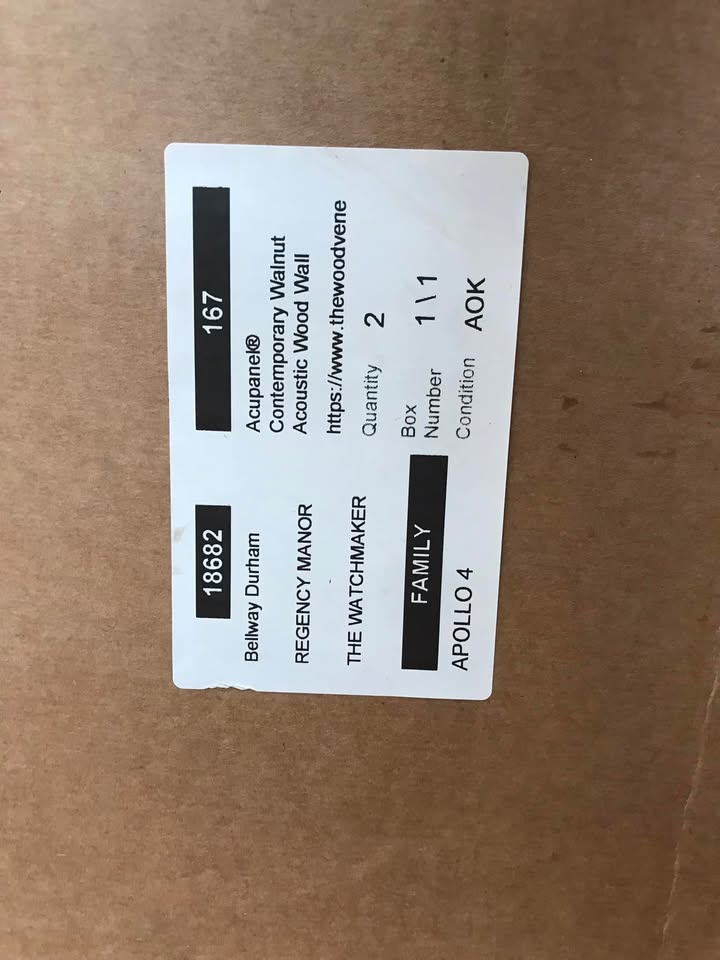 18682
Bellway Durham
REGENCY MANOR
THE WATCHMAKER
FAMILY
APOLLO 4
167
Acupanel®
Contemporary Walnut
Acoustic Wood Wall
https://www.thewoodvene
Quantity 2
Box
Number 1 \ 1
Condition AOK